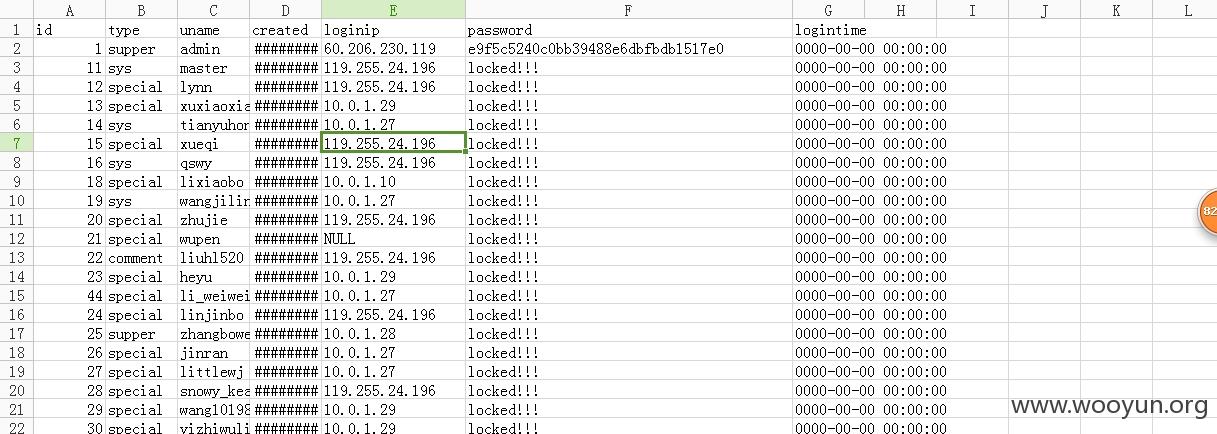 A B C D E F G H I J K L
1 id type uname created loginip password logintime
2 1 supper admin ######## 60.206.230.119 e9f5c5240c0bb39488e6dbfbdb1517e0 0000-00-00 00:00:00
3 11 sys master ######## 119.255.24.196 locked!!! 0000-00-00 00:00:00
4 12 special lynn ######## 119.255.24.196 locked!!! 0000-00-00 00:00:00
5 13 special xuxiaoxia ######## 10.0.1.29 locked!!! 0000-00-00 00:00:00
6 14 sys tianyuhon ######## 10.0.1.27 locked!!! 0000-00-00 00:00:00
7 15 special xueqi ######## 119.255.24.196 locked!!! 0000-00-00 00:00:00
8 16 sys qswy ######## 119.255.24.196 locked!!! 0000-00-00 00:00:00
9 18 special lixiaobo ######## 10.0.1.10 locked!!! 0000-00-00 00:00:00
10 19 sys wangjilin ######## 10.0.1.27 locked!!! 0000-00-00 00:00:00
11 20 special zhujie ######## 119.255.24.196 locked!!! 0000-00-00 00:00:00
12 21 special wupen ######## NULL locked!!! 0000-00-00 00:00:00
13 22 comment liuhl520 ######## 119.255.24.196 locked!!! 0000-00-00 00:00:00
14 23 special heyu ######## 10.0.1.29 locked!!! 0000-00-00 00:00:00
15 44 special li_weiwei ######## 10.0.1.27 locked!!! 0000-00-00 00:00:00
16 24 special linjinbo ######## 119.255.24.196 locked!!! 0000-00-00 00:00:00
17 25 supper zhangbowe ######## 10.0.1.28 locked!!! 0000-00-00 00:00:00
18 26 special jinran ######## 10.0.1.27 locked!!! 0000-00-00 00:00:00
19 27 special littlewj ######## 10.0.1.27 locked!!! 0000-00-00 00:00:00
20 28 special snowy_kea ######## 119.255.24.196 locked!!! 0000-00-00 00:00:00
21 29 special wang10198 ######## 10.0.1.29 locked!!! 0000-00-00 00:00:00
22 30 special yizhiwuli ######## 10.0.1.29 locked!!! 0000-00-00 00:00:00
82
www.wooyun.org